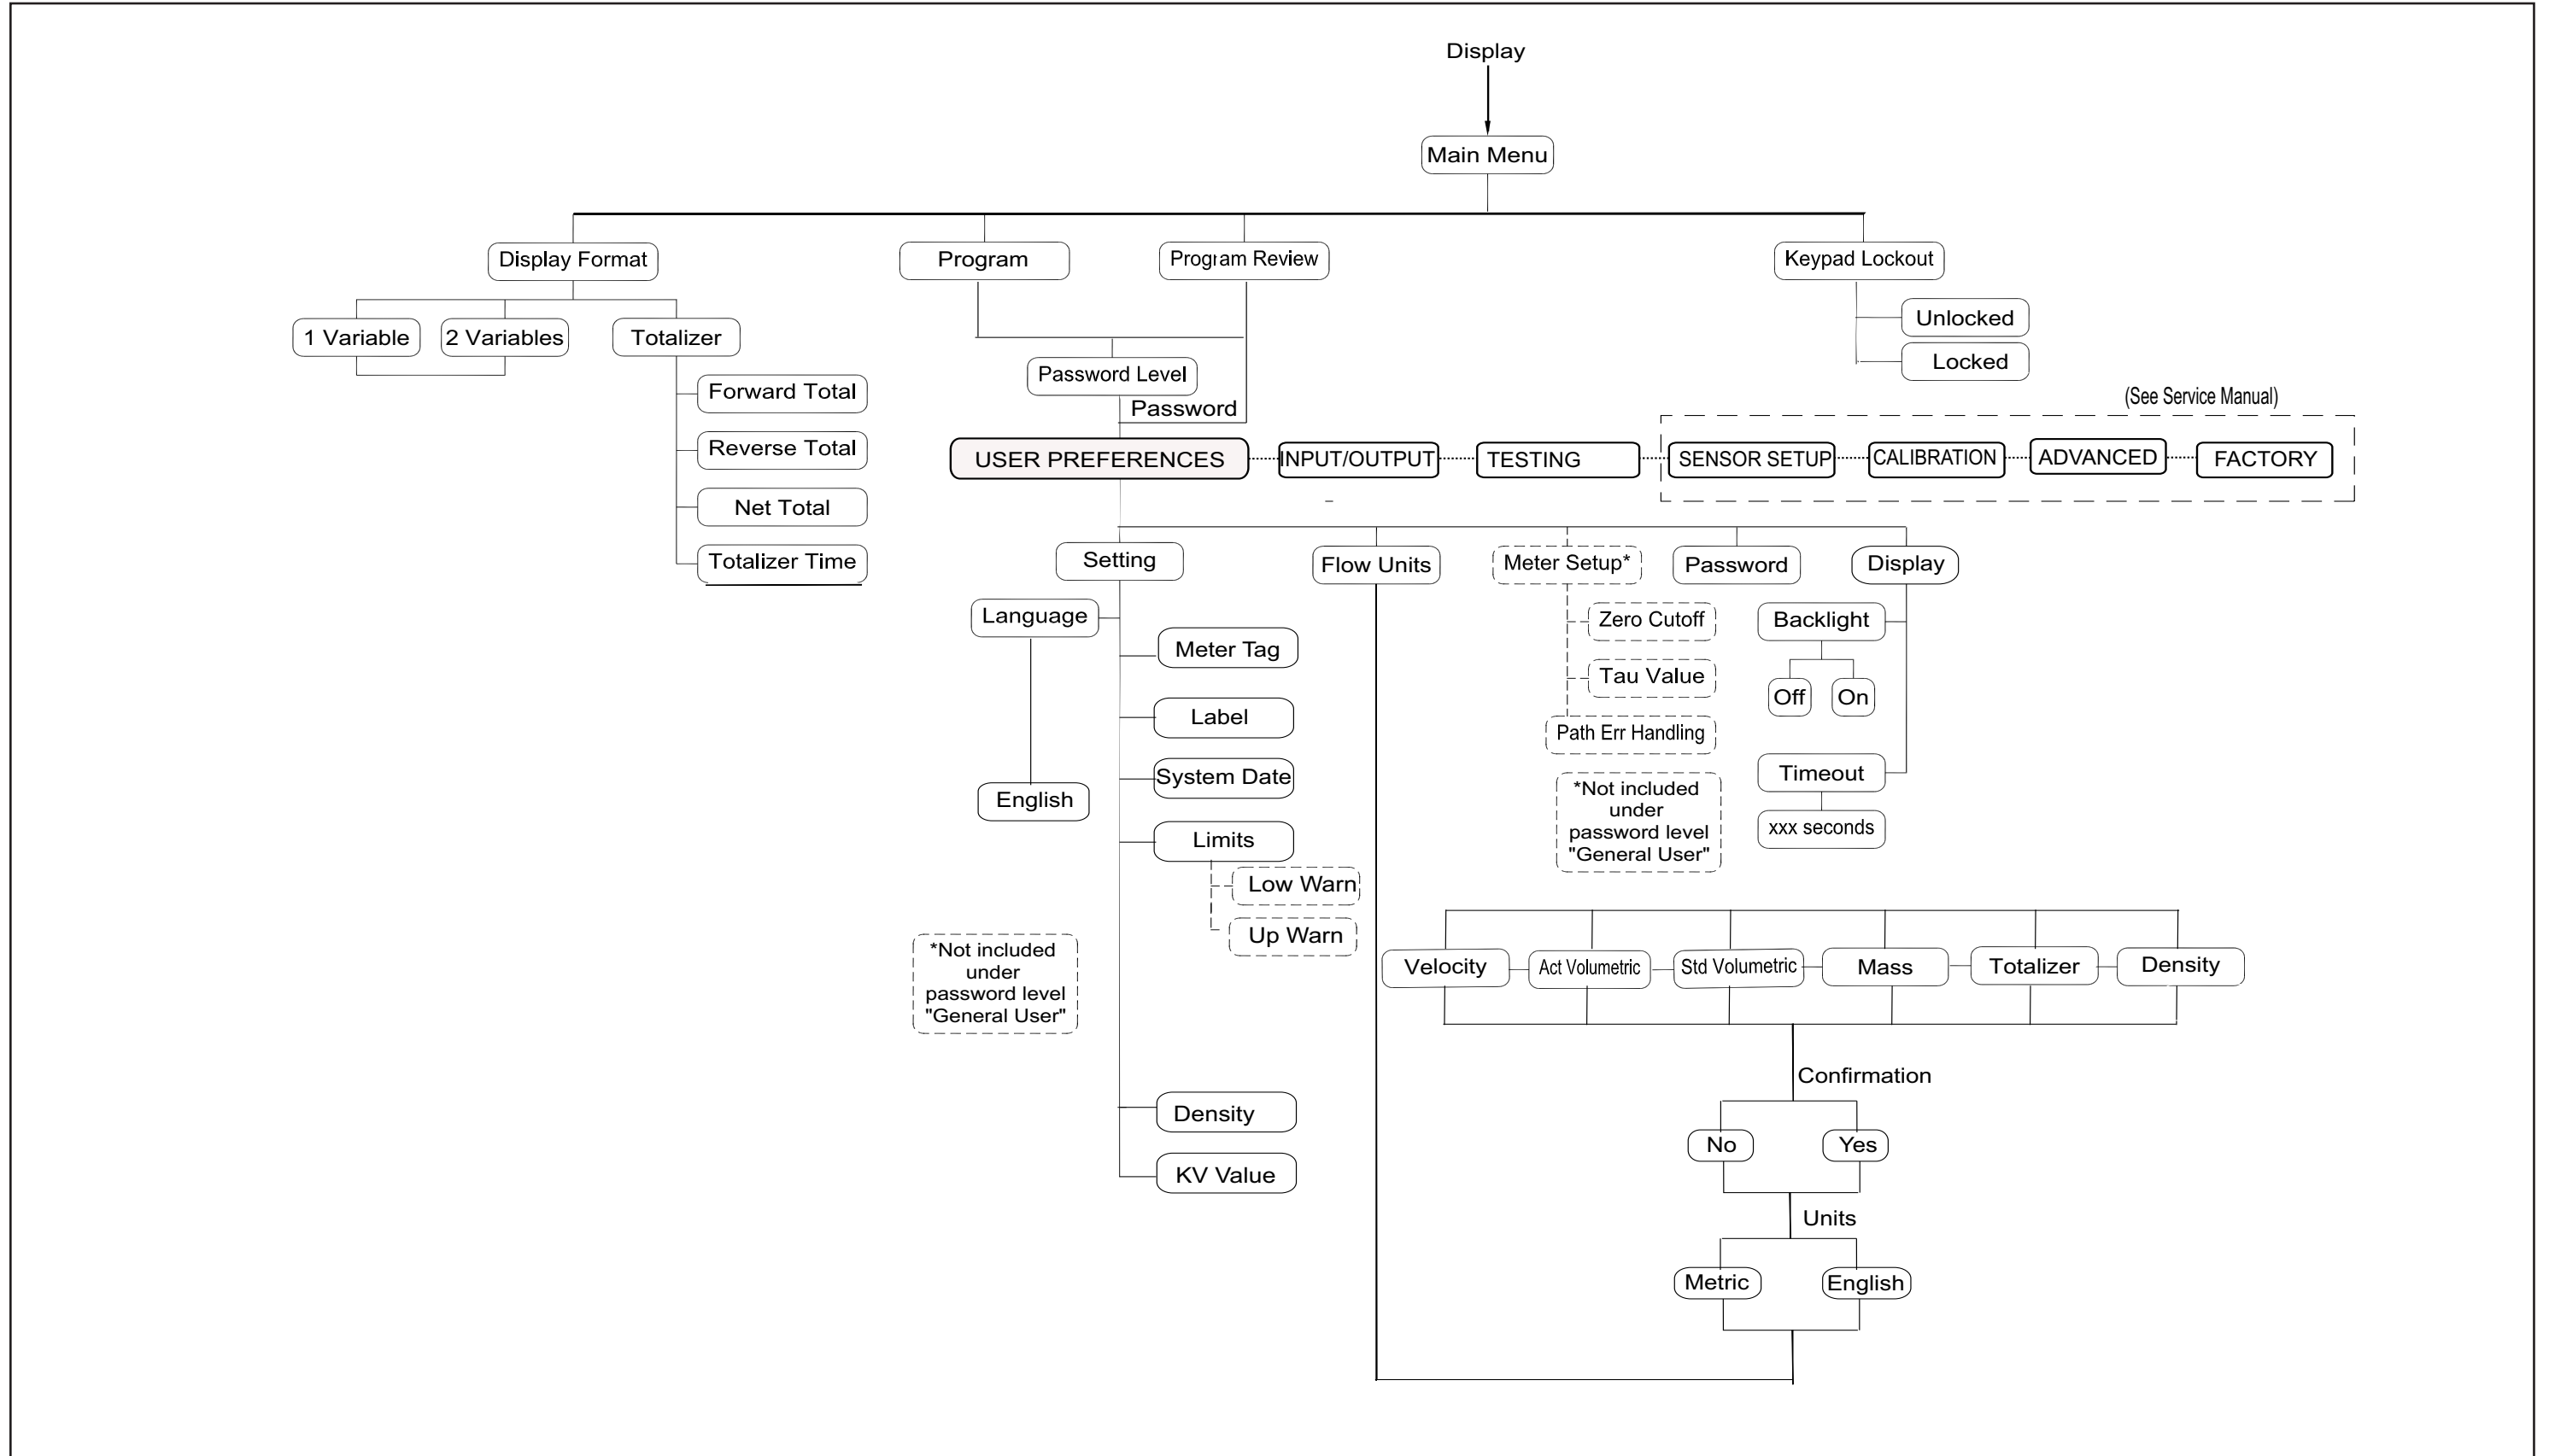 Display
Main Menu
Display Format
Program
Program Review
Keypad Lockout
1 Variable
2 Variables
Totalizer
Unlocked
Locked
Forward Total
Reverse Total
Net Total
Totalizer Time
Password Level
Password
(See Service Manual)
USER PREFERENCES
INPUT/OUTPUT
TESTING
SENSOR SETUP
CALIBRATION
ADVANCED
FACTORY
Setting
Flow Units
Meter Setup*
Password
Display
Language
English
Meter Tag
Label
System Date
Limits
Low Warn
Up Warn
*Not included
under
password level
"General User"
Density
KV Value
Zero Cutoff
Tau Value
Path Err Handling
*Not included
under
password level
"General User"
Backlight
Off
On
Timeout
xxx seconds
Velocity
Act Volumetric
Std Volumetric
Mass
Totalizer
Density
Confirmation
No
Yes
Units
Metric
English